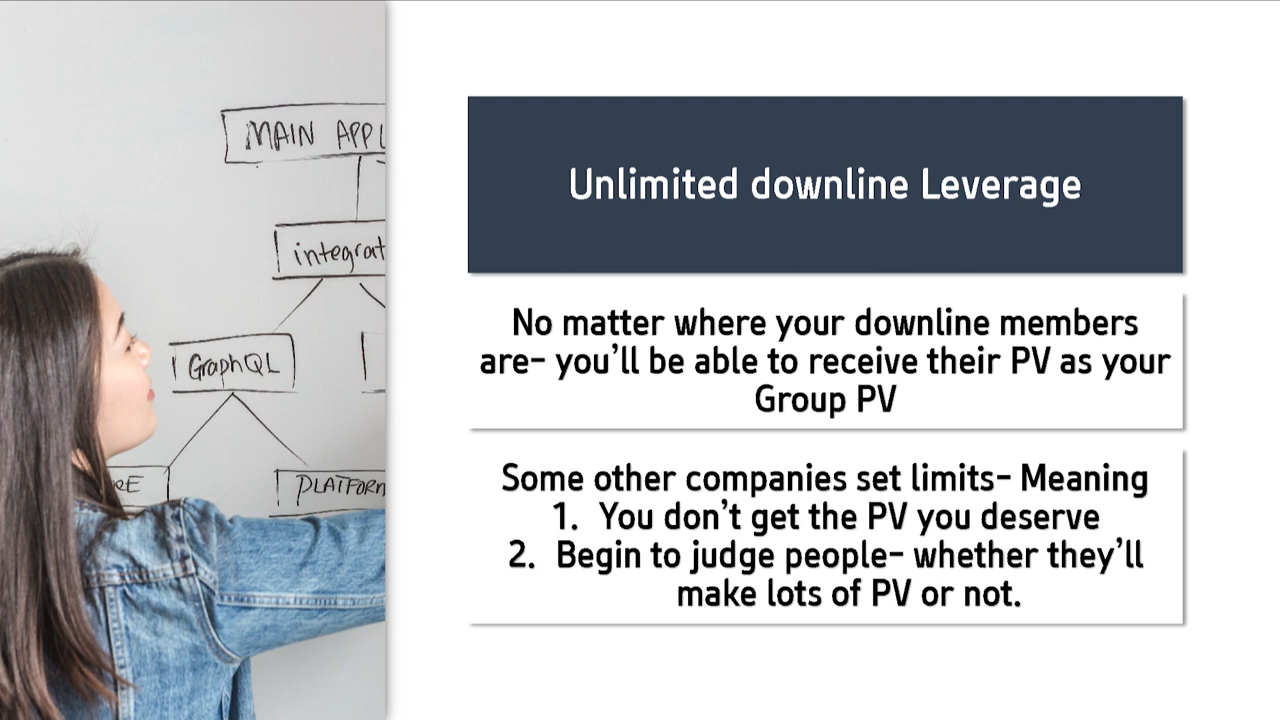 MAIN APPL
integrat
GraphQL
PLATFORM
Unlimited downline Leverage
No matter where your downline members
are- you'll be able to receive their PV as your
Group PV
Some other companies set limits- Meaning
1. You don't get the PV you deserve
2. Begin to judge people- whether they'll
make lots of PV or not.